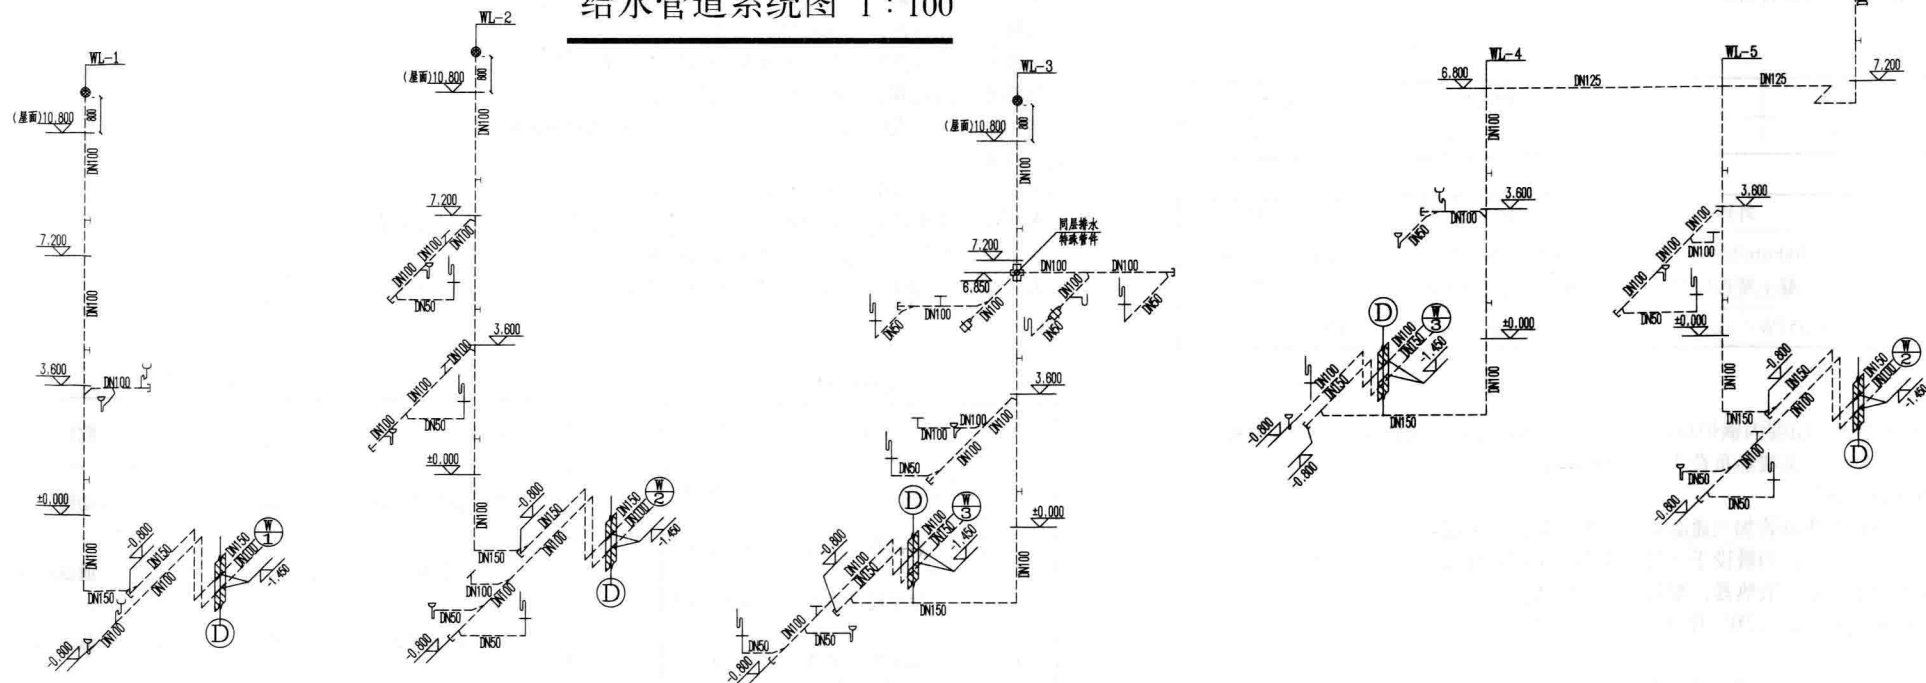 给水管道系统图 1：100
WL-1
(屋面)10.800
800
DN100
7.200
DN100
3.600
DN100
±0.000
DN100
DN150
-0.800
DN150
DN100
DN100
-0.800
DN150
DN100
W
1
-1.450
D
WL-2
(屋面)10.800
800
DN100
7.200
DN100
DN100
DN100
DN50
3.600
DN100
DN100
DN100
DN50
±0.000
DN100
DN150
-0.800
DN150
DN100
DN100
DN100
DN50
DN50
-0.800
DN150
DN100
W
2
-1.450
D
WL-3
(屋面)10.800
800
DN100
同层排水
特殊管件
7.200
6.850
DN100
DN100
DN100
DN100
DN100
DN50
DN50
DN50
3.600
DN100
DN100
DN100
DN100
DN50
±0.000
DN100
DN150
-0.800
DN100
DN150
DN100
DN50
DN50
-0.800
DN100
DN150
W
3
-1.450
D
WL-4
6.800
DN125
DN100
3.600
DN100
DN50
±0.000
DN100
DN150
DN100
DN150
-0.800
-0.800
DN100
DN150
W
3
-1.450
D
WL-5
DN125
7.200
DN100
3.600
DN100
DN100
DN100
DN50
±0.000
DN100
DN150
-0.800
DN150
DN100
DN100
DN50
DN50
-0.800
DN150
DN100
W
2
-1.450
D